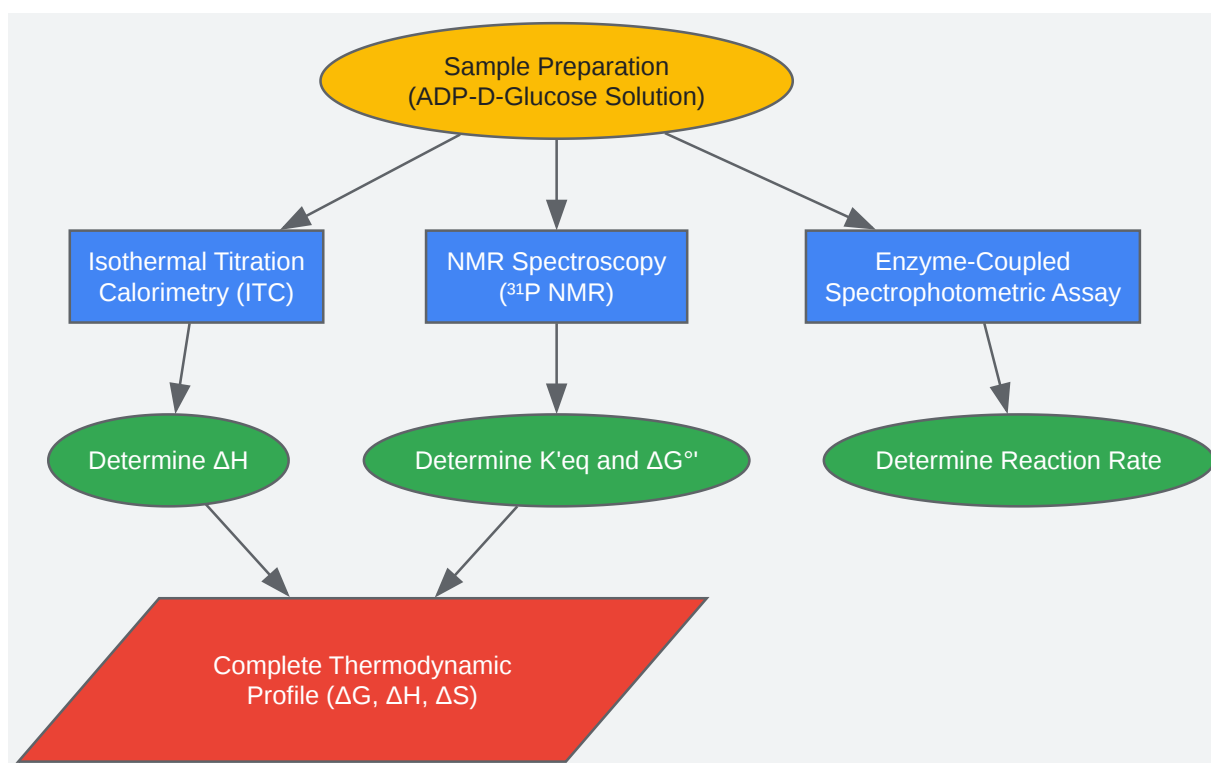 Sample Preparation
(ADP-D-Glucose Solution)
Isothermal Titration
Calorimetry (ITC)
NMR Spectroscopy
(³¹P NMR)
Enzyme-Coupled
Spectrophotometric Assay
Determine ΔH
Determine K'eq and ΔG°'
Determine Reaction Rate
Complete Thermodynamic
Profile (ΔG, ΔH, ΔS)